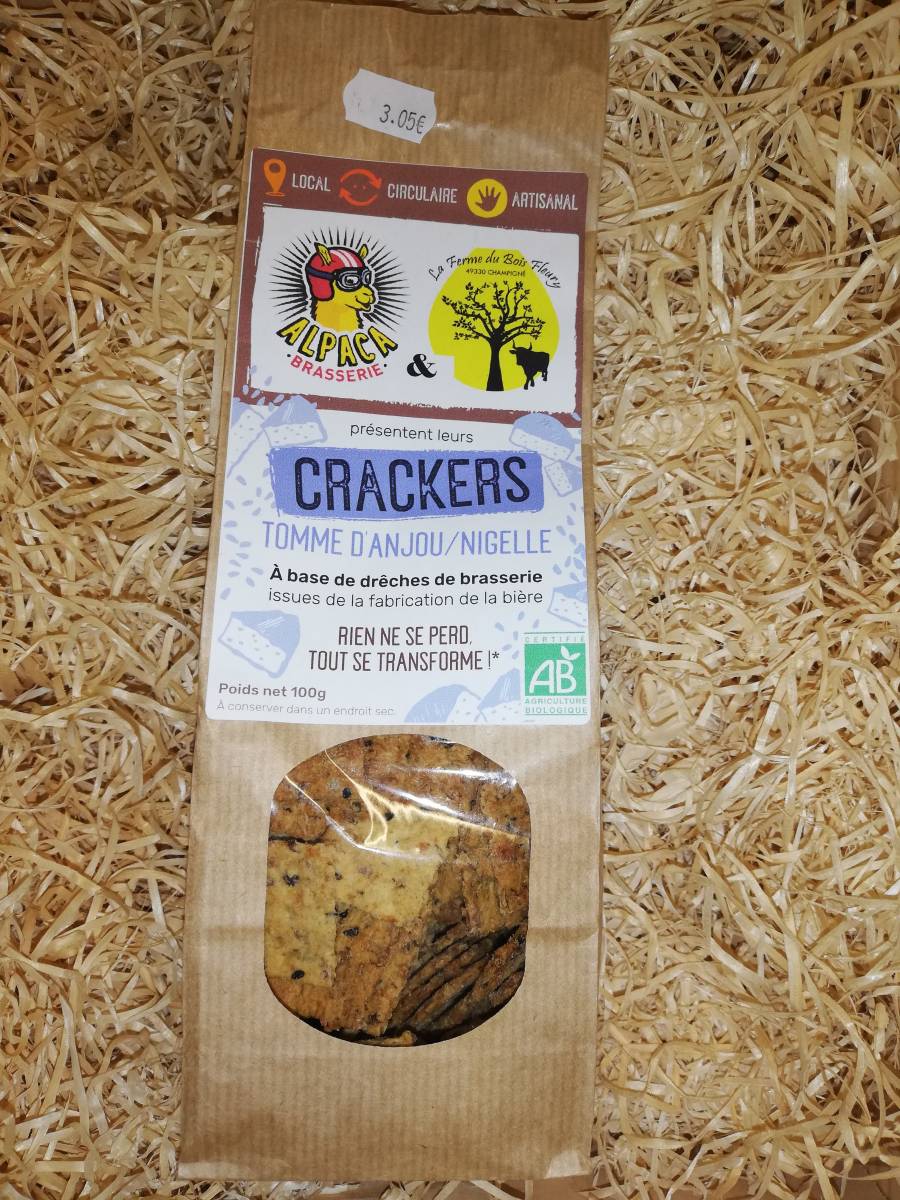 3.05€
LOCAL CIRCULAIRE ARTISANAL
La Ferme du Bois Fleury
49330 CHAMPIGNÉ
ALPACA
BRASSERIE
&
présentent leurs
CRACKERS
TOMME D'ANJOU/NIGELLE
À base de drêches de brasserie
issues de la fabrication de la bière
RIEN NE SE PERD,
TOUT SE TRANSFORME !*
CERTIFIÉ
AB
AGRICULTURE
BIOLOGIQUE
Poids net 100g
À conserver dans un endroit sec.